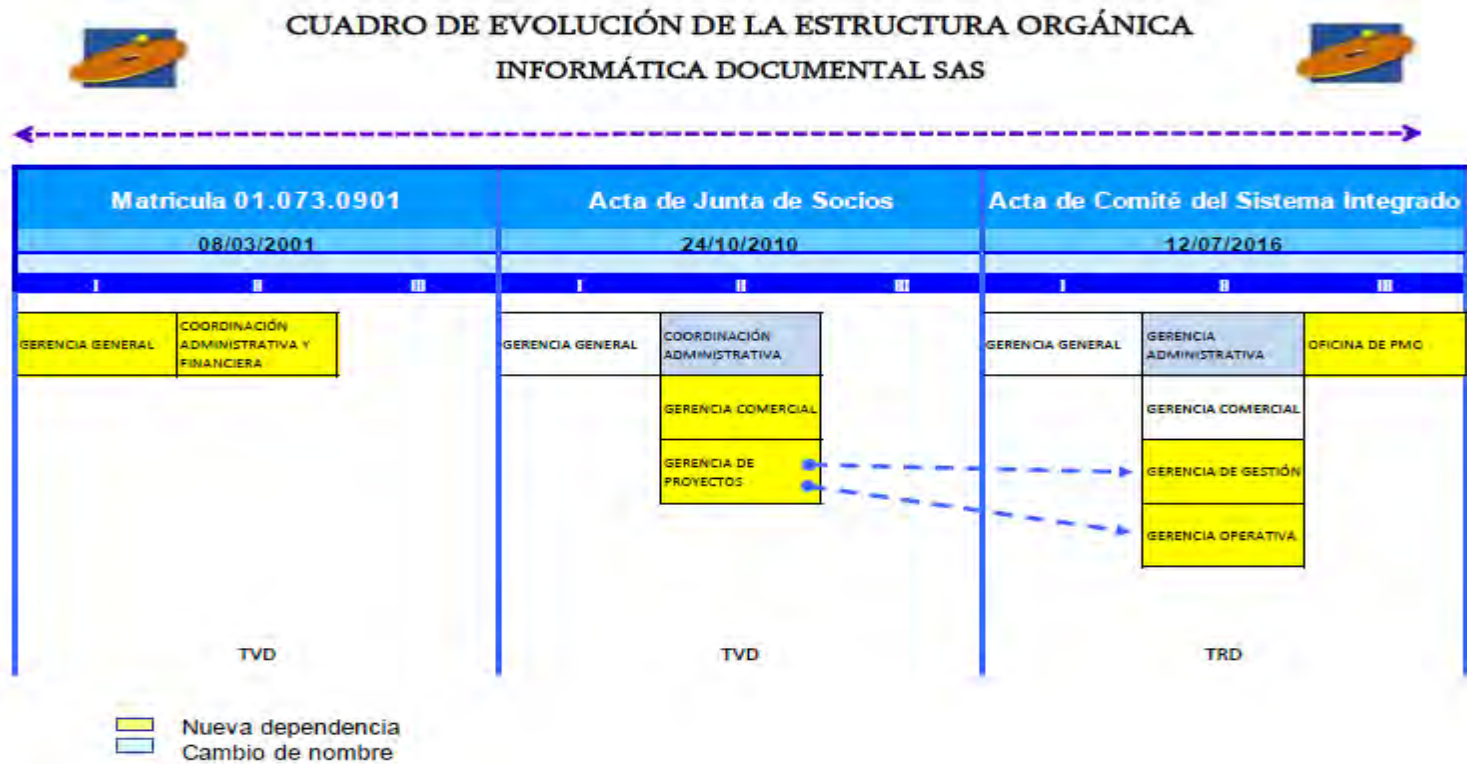 CUADRO DE EVOLUCIÓN DE LA ESTRUCTURA ORGÁNICA
INFORMÁTICA DOCUMENTAL SAS
Matricula 01.073.0901
08/03/2001
I II III
GERENCIA GENERAL
COORDINACIÓN
ADMINISTRATIVA Y
FINANCIERA
TVD
Acta de Junta de Socios
24/10/2010
I II III
GERENCIA GENERAL
COORDINACIÓN
ADMINISTRATIVA
GERENCIA COMERCIAL
GERENCIA DE
PROYECTOS
TVD
Acta de Comité del Sistema Integrado
12/07/2016
I II III
GERENCIA GENERAL
GERENCIA
ADMINISTRATIVA
OFICINA DE PMC
GERENCIA COMERCIAL
GERENCIA DE GESTIÓN
GERENCIA OPERATIVA
TRD
Nueva dependencia
Cambio de nombre